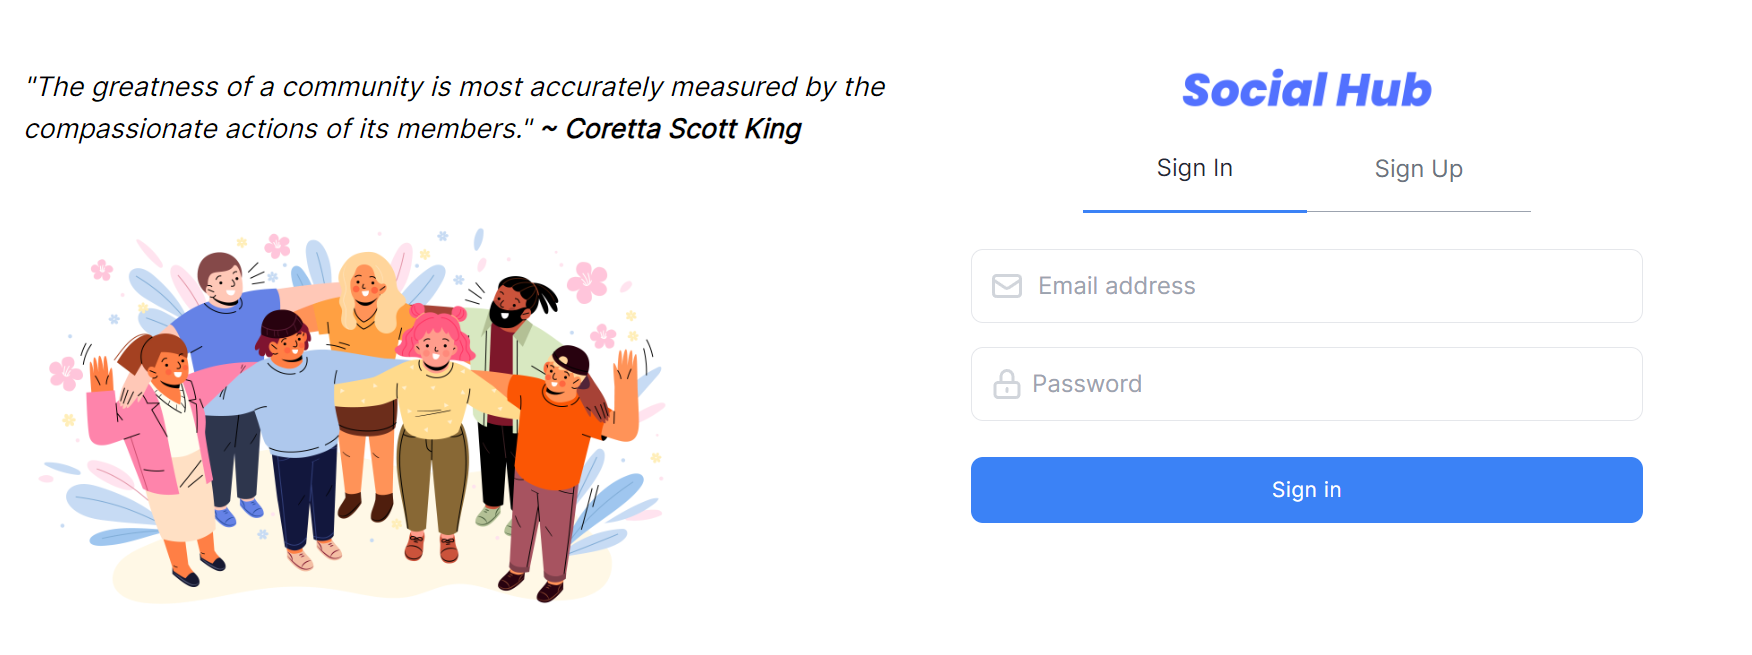 "The greatness of a community is most accurately measured by the
compassionate actions of its members." ~ Coretta Scott King
Social Hub
Sign In
Sign Up
Email address
Password
Sign in